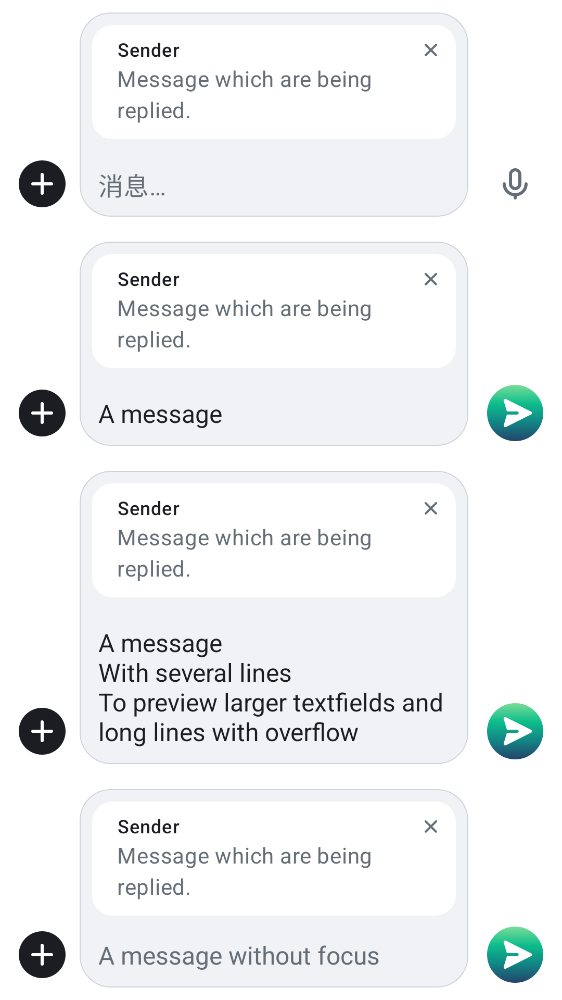 Sender
Message which are being
replied.
消息…
Sender
Message which are being
replied.
A message
Sender
Message which are being
replied.
A message
With several lines
To preview larger textfields and
long lines with overflow
Sender
Message which are being
replied.
A message without focus